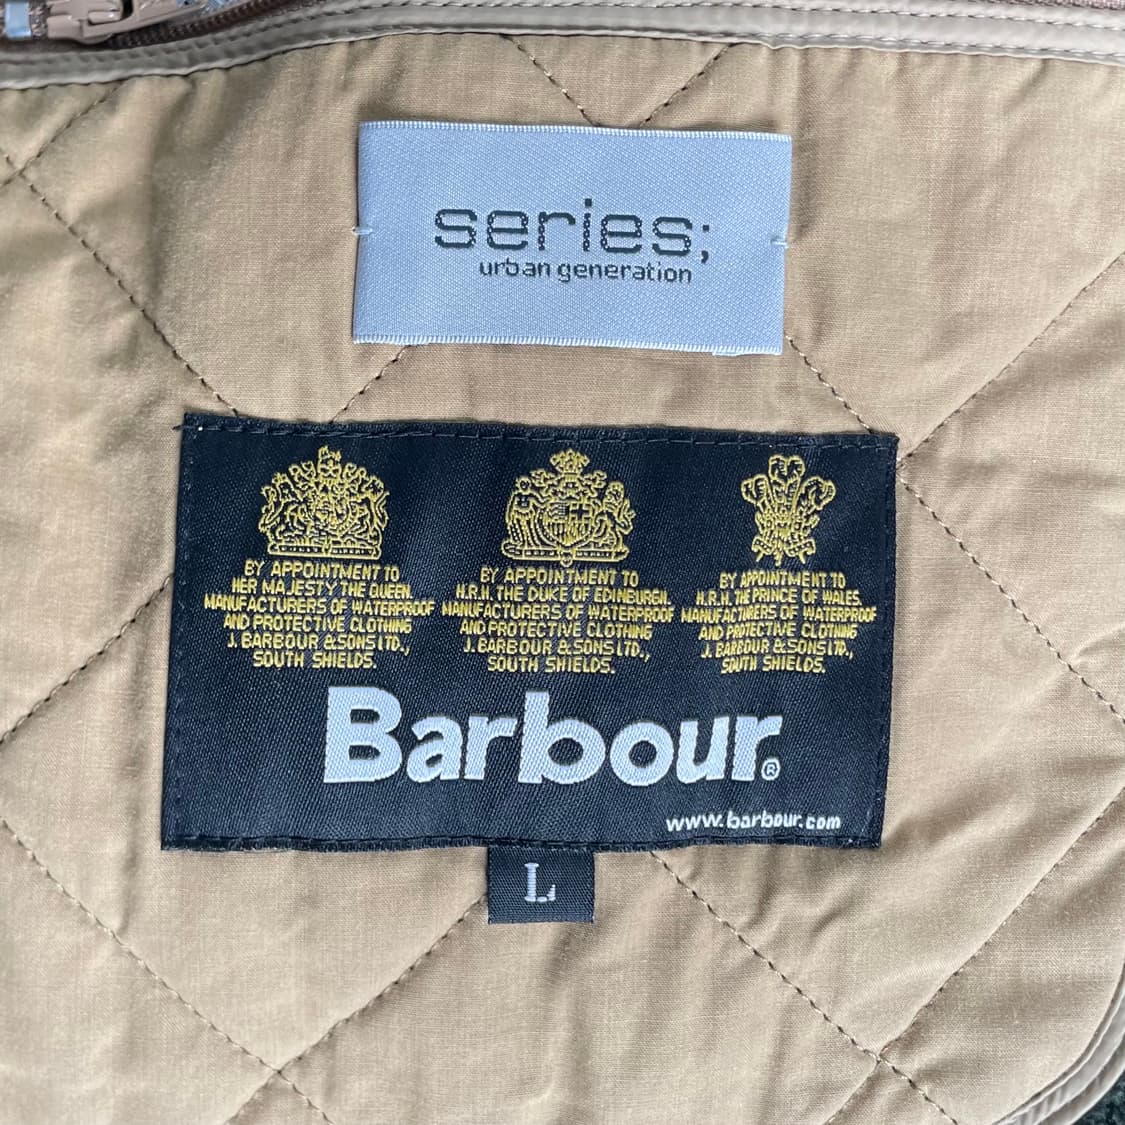 series;
urban generation
BY APPOINTMENT TO
HER MAJESTY THE QUEEN.
MANUFACTURERS OF WATERPROOF
AND PROTECTIVE CLOTHING
J. BARBOUR & SONS LTD.,
SOUTH SHIELDS.
BY APPOINTMENT TO
H.R.H. THE DUKE OF EDINBURGH.
MANUFACTURERS OF WATERPROOF
AND PROTECTIVE CLOTHING
J. BARBOUR & SONS LTD.,
SOUTH SHIELDS.
BY APPOINTMENT TO
H.R.H. THE PRINCE OF WALES.
MANUFACTURERS OF WATERPROOF
AND PROTECTIVE CLOTHING
J. BARBOUR & SONS LTD.,
SOUTH SHIELDS.
Barbour®
www.barbour.com
L